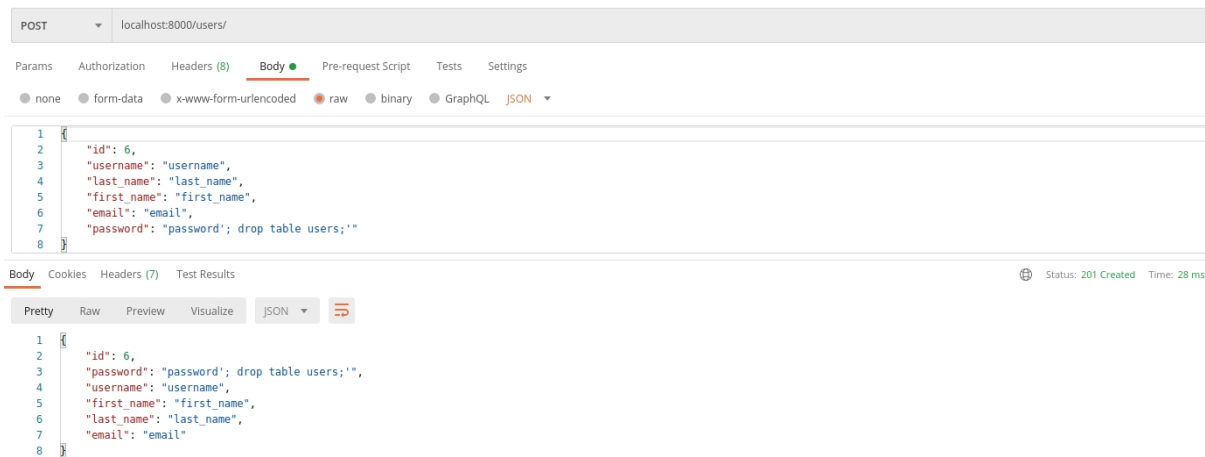 POST localhost:8000/users/
Params Authorization Headers (8) Body Pre-request Script Tests Settings
none form-data x-www-form-urlencoded raw binary GraphQL JSON
1 {
2 "id": 6,
3 "username": "username",
4 "last_name": "last_name",
5 "first_name": "first_name",
6 "email": "email",
7 "password": "password'; drop table users;'"
8 }
Body Cookies Headers (7) Test Results Status: 201 Created Time: 28 ms
Pretty Raw Preview Visualize JSON
1 {
2 "id": 6,
3 "password": "password'; drop table users;'",
4 "username": "username",
5 "first_name": "first_name",
6 "last_name": "last_name",
7 "email": "email"
8 }